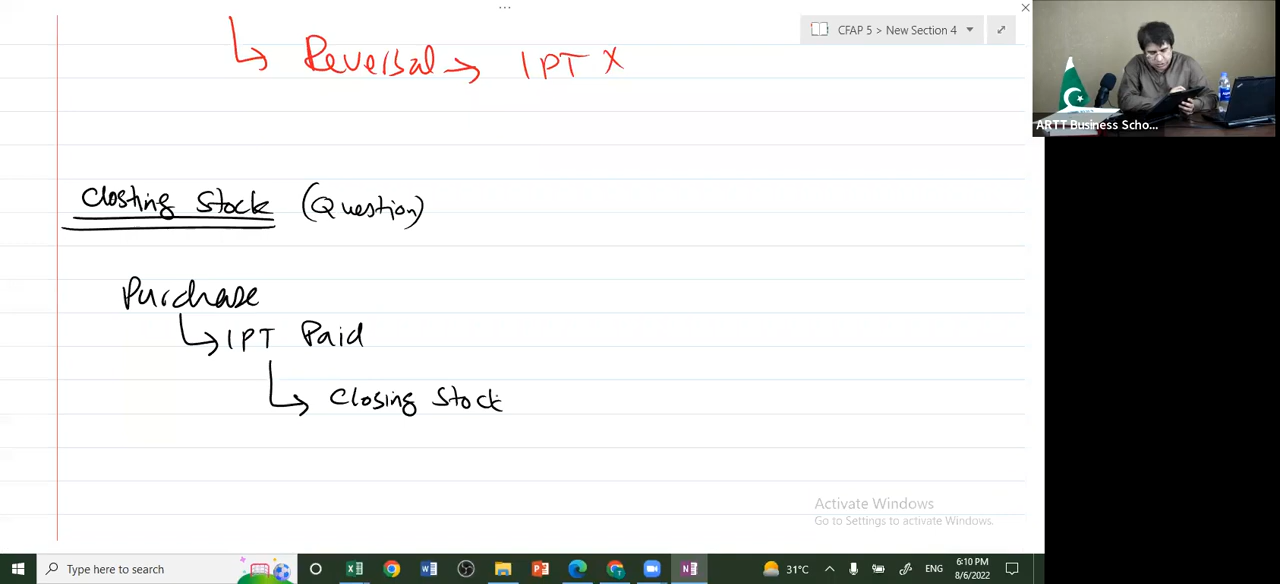 ...
CFAP 5 > New Section 4
ARTT Business Scho...
Reversal → IPT X
Closting Stock (Question)
Purchase
IPT Paid
Closing Stock
Activate Windows
Go to Settings to activate Windows.
Type here to search
31°C
ENG
6:10 PM
8/6/2022